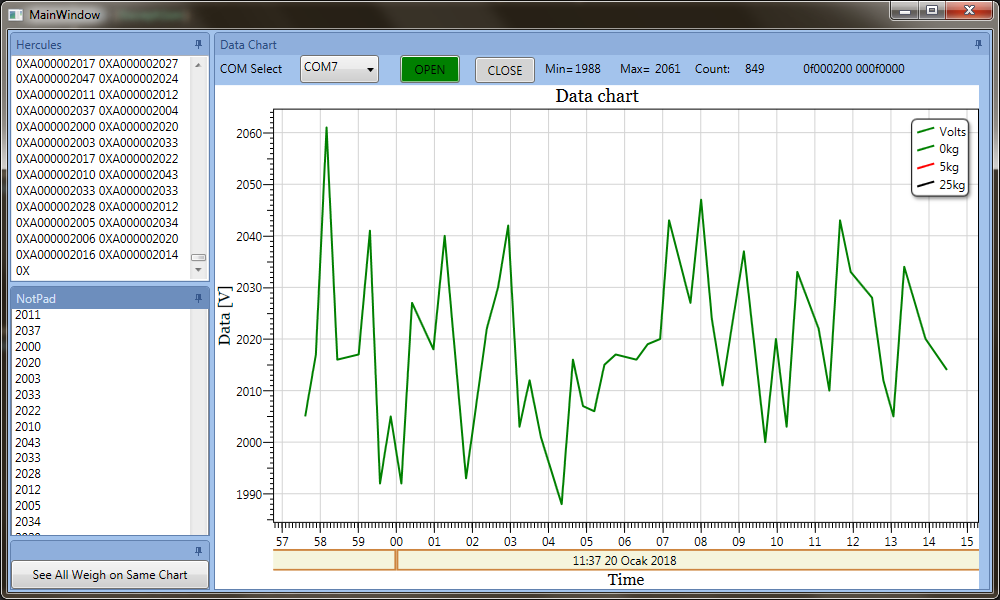 MainWindow
Hercules
0XA000002017 0XA000002027
0XA000002047 0XA000002024
0XA000002011 0XA000002012
0XA000002037 0XA000002004
0XA000002000 0XA000002020
0XA000002003 0XA000002033
0XA000002017 0XA000002022
0XA000002010 0XA000002043
0XA000002033 0XA000002033
0XA000002028 0XA000002012
0XA000002005 0XA000002034
0XA000002006 0XA000002020
0XA000002016 0XA000002014
0X
NotPad
2011
2037
2000
2020
2003
2033
2022
2010
2043
2033
2028
2012
2005
2034
See All Weigh on Same Chart
Data Chart
COM Select COM7 OPEN CLOSE Min= 1988 Max= 2061 Count: 849 0f000200 000f0000
Data chart
Volts
0kg
5kg
25kg
Data [V]
2060
2050
2040
2030
2020
2010
2000
1990
57 58 59 00 01 02 03 04 05 06 07 08 09 10 11 12 13 14 15
11:37 20 Ocak 2018
Time